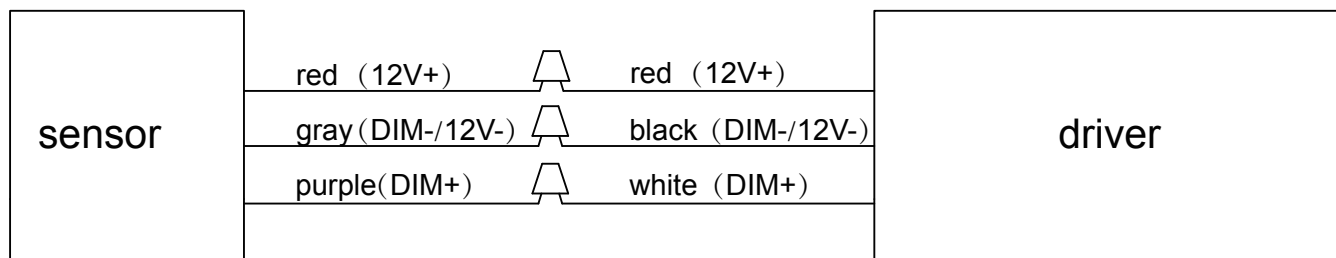 red （12V+） red （12V+）
sensor gray（DIM-/12V-） black（DIM-/12V-） driver
purple（DIM+） white（DIM+）